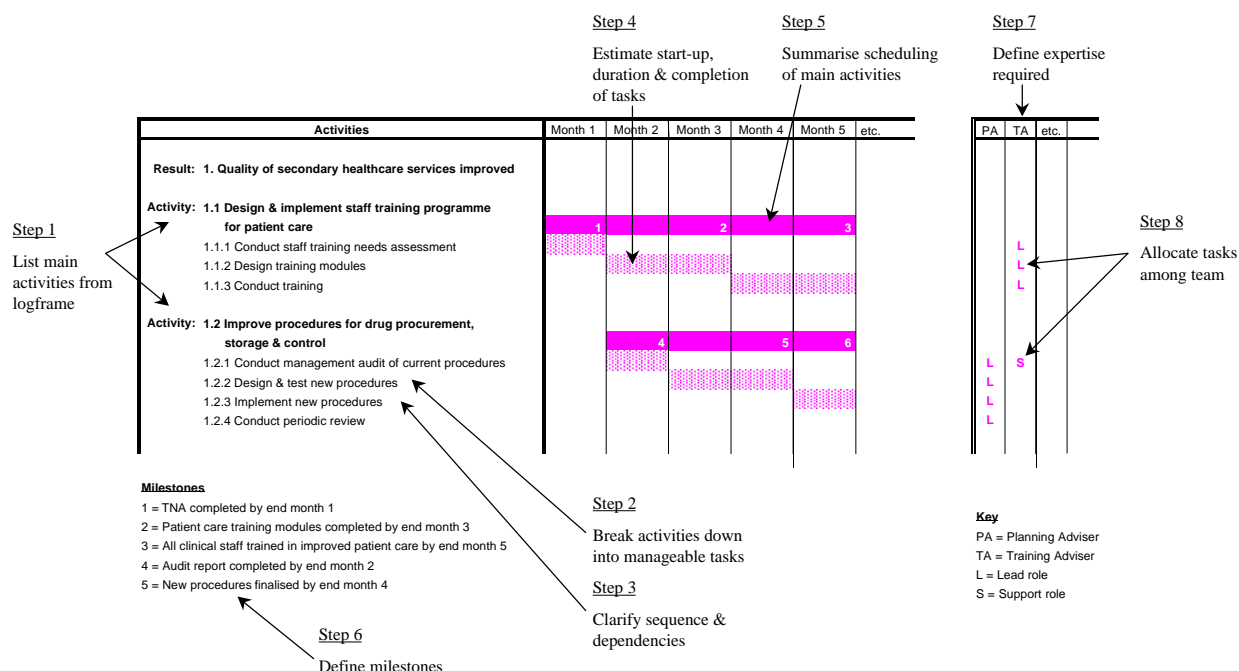 Step 4
Estimate start-up,
duration & completion
of tasks
Step 5
Summarise scheduling
of main activities
Step 7
Define expertise
required
Activities
Month 1
Month 2
Month 3
Month 4
Month 5
etc.
PA
TA
etc.
Result: 1. Quality of secondary healthcare services improved
Activity: 1.1 Design & implement staff training programme
for patient care
1
2
3
1.1.1 Conduct staff training needs assessment
L
1.1.2 Design training modules
L
1.1.3 Conduct training
L
Step 1
List main
activities from
logframe
Step 8
Allocate tasks
among team
Activity: 1.2 Improve procedures for drug procurement,
storage & control
4
5
6
1.2.1 Conduct management audit of current procedures
L
S
1.2.2 Design & test new procedures
L
1.2.3 Implement new procedures
L
1.2.4 Conduct periodic review
L
Milestones
1 = TNA completed by end month 1
2 = Patient care training modules completed by end month 3
3 = All clinical staff trained in improved patient care by end month 5
4 = Audit report completed by end month 2
5 = New procedures finalised by end month 4
Step 2
Break activities down
into manageable tasks
Step 3
Clarify sequence &
dependencies
Key
PA = Planning Adviser
TA = Training Adviser
L = Lead role
S = Support role
Step 6
Define milestones